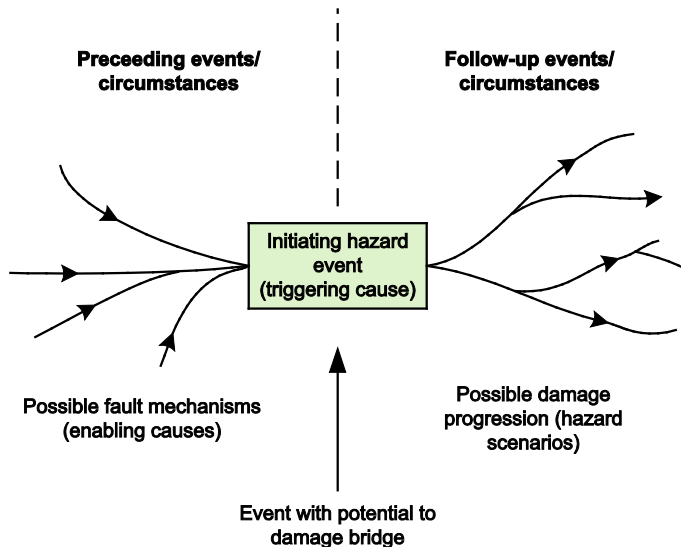 Preceeding events/
circumstances
Follow-up events/
circumstances
Initiating hazard
event
(triggering cause)
Possible fault mechanisms
(enabling causes)
Possible damage
progression (hazard
scenarios)
Event with potential to
damage bridge